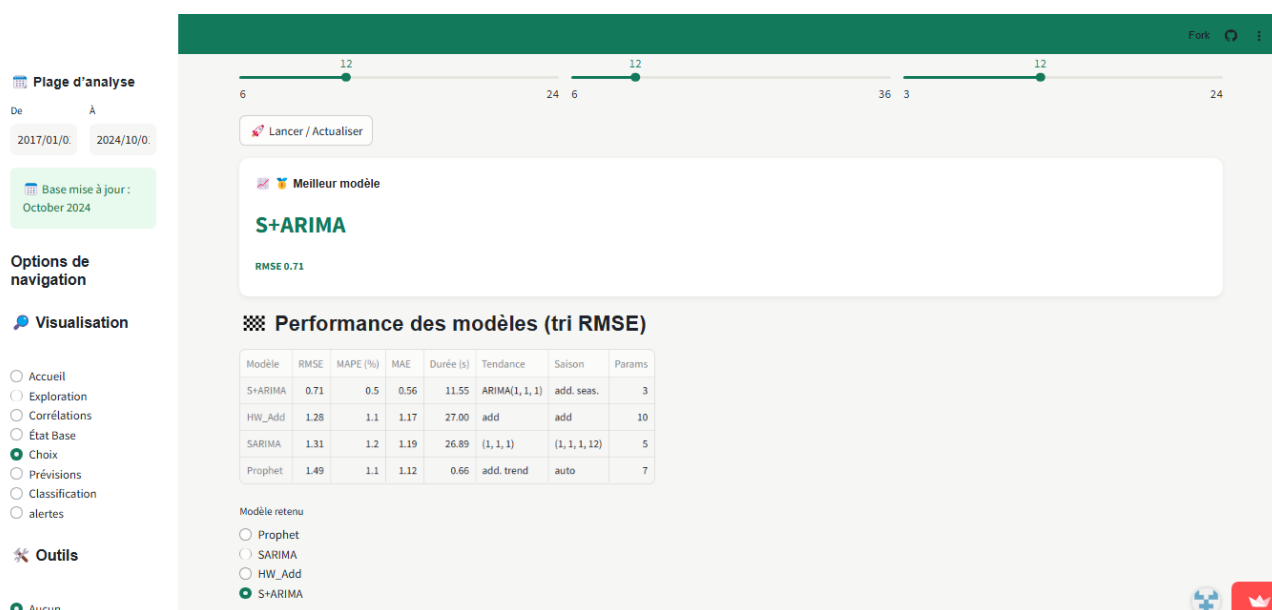 Fork
Plage d'analyse
De À
2017/01/0 2024/10/0
Base mise à jour :
October 2024
Options de
navigation
Visualisation
Accueil
Exploration
Corrélations
État Base
Choix
Prévisions
Classification
alertes
Outils
Aucun
12 12 12
6 24 6 36 3 24
Lancer / Actualiser
Meilleur modèle
S+ARIMA
RMSE 0.71
Performance des modèles (tri RMSE)
Modèle RMSE MAPE (%) MAE Durée (s) Tendance Saison Params
S+ARIMA 0.71 0.5 0.56 11.55 ARIMA(1, 1, 1) add. seas. 3
HW_Add 1.28 1.1 1.17 27.00 add add 10
SARIMA 1.31 1.2 1.19 26.89 (1, 1, 1) (1, 1, 1, 12) 5
Prophet 1.49 1.1 1.12 0.66 add. trend auto 7
Modèle retenu
Prophet
SARIMA
HW_Add
S+ARIMA